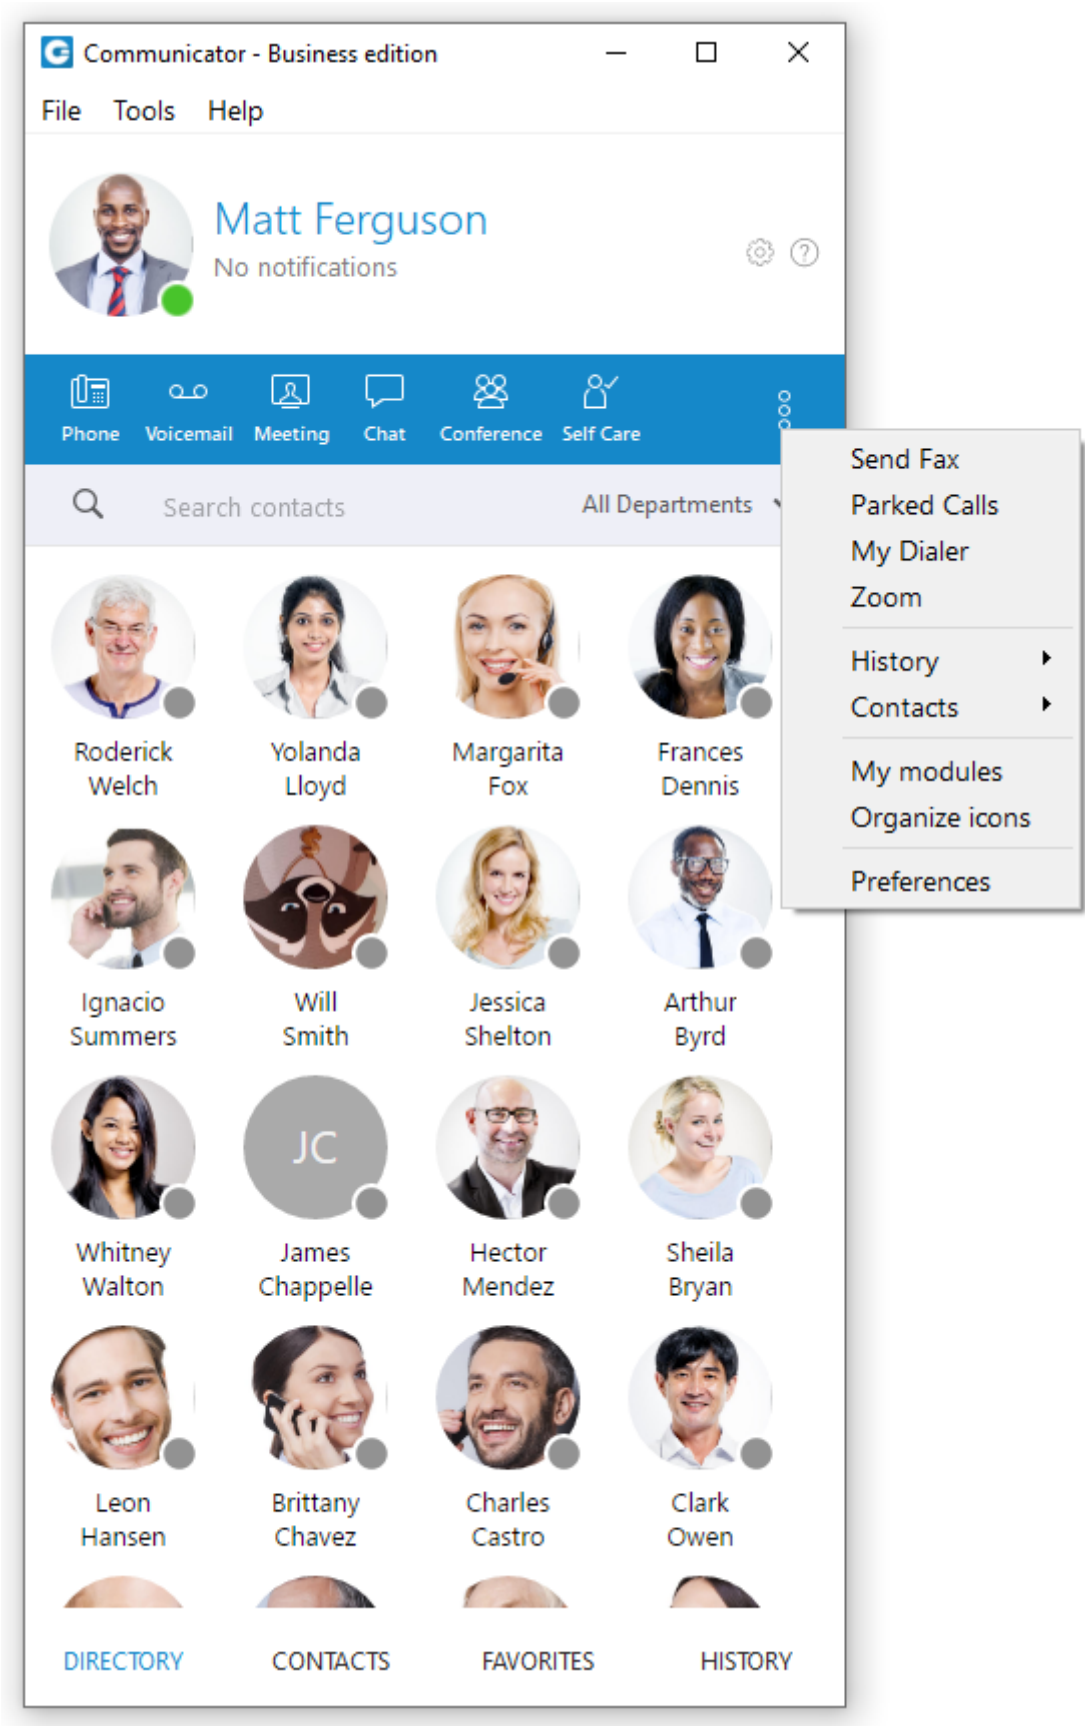 Communicator - Business edition
File Tools Help
Matt Ferguson
No notifications
Phone Voicemail Meeting Chat Conference Self Care
Search contacts All Departments
Send Fax
Parked Calls
My Dialer
Zoom
History
Contacts
My modules
Organize icons
Preferences
Roderick Welch
Yolanda Lloyd
Margarita Fox
Frances Dennis
Ignacio Summers
Will Smith
Jessica Shelton
Arthur Byrd
Whitney Walton
JC
James Chappelle
Hector Mendez
Sheila Bryan
Leon Hansen
Brittany Chavez
Charles Castro
Clark Owen
DIRECTORY CONTACTS FAVORITES HISTORY